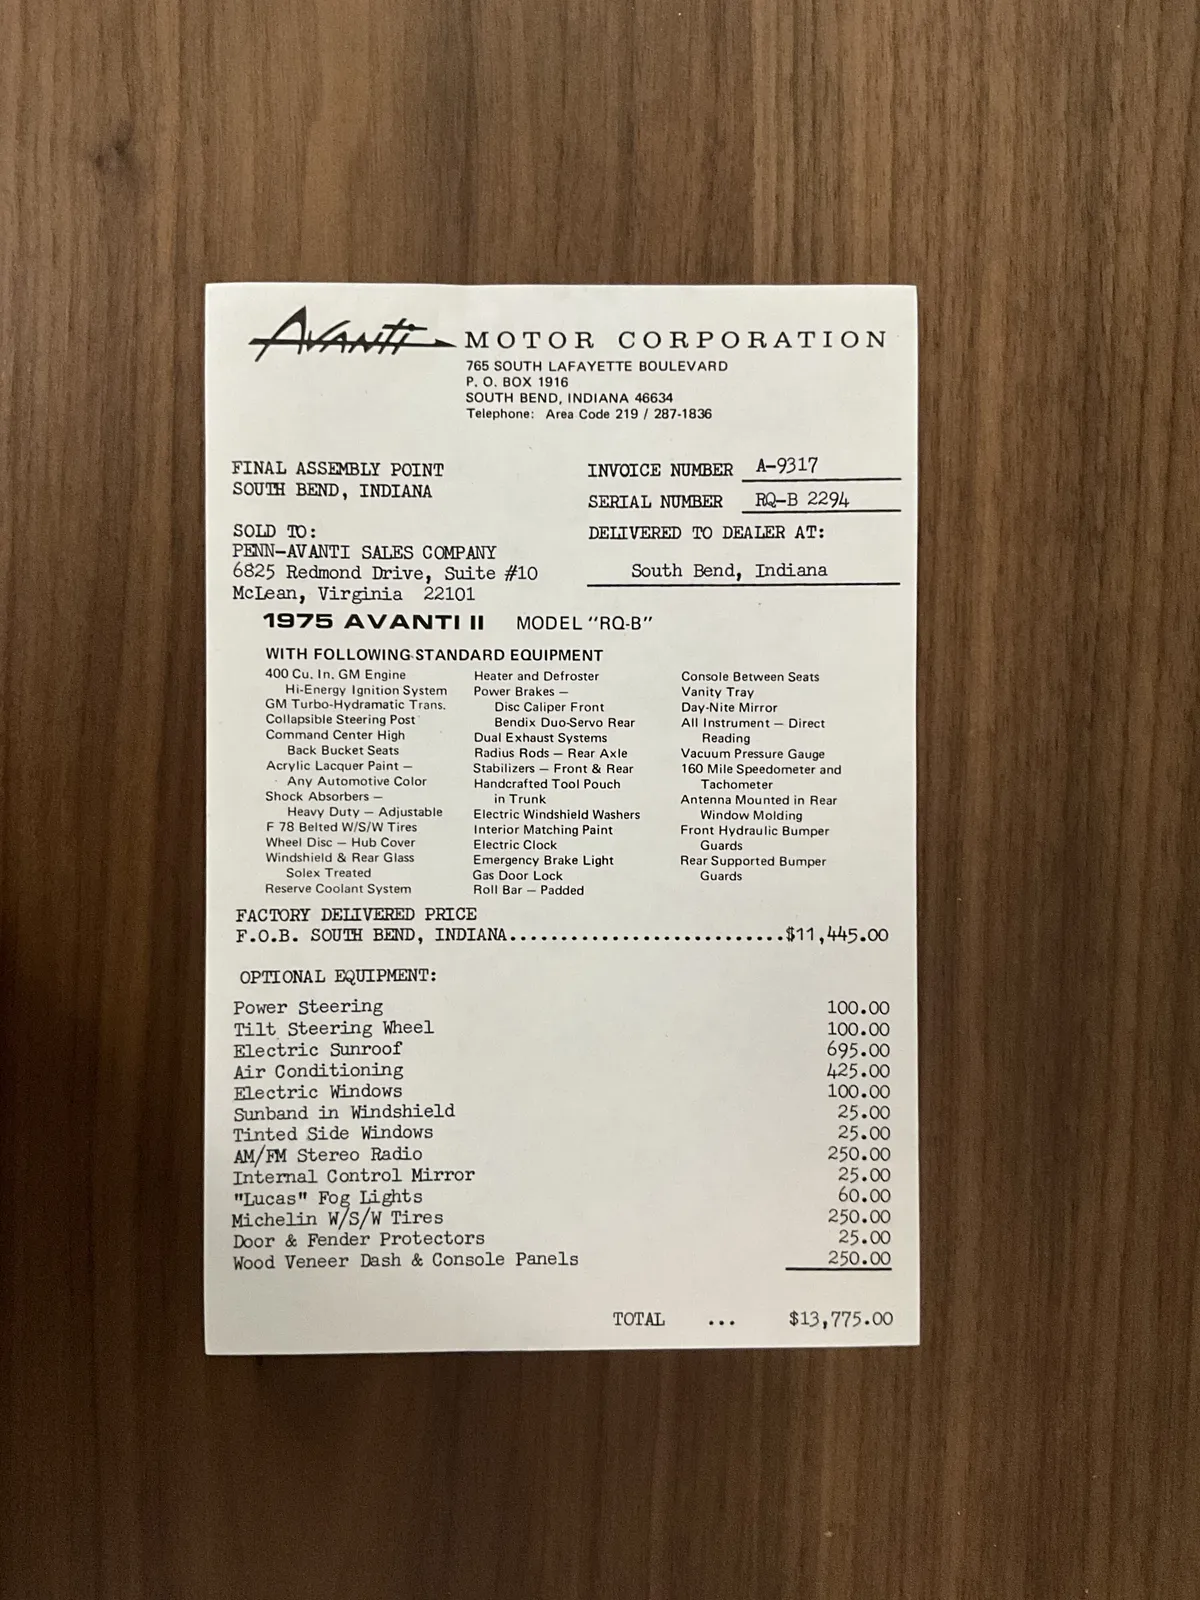 Avanti MOTOR CORPORATION
765 SOUTH LAFAYETTE BOULEVARD
P. O. BOX 1916
SOUTH BEND, INDIANA 46634
Telephone: Area Code 219 / 287-1836
FINAL ASSEMBLY POINT
SOUTH BEND, INDIANA
INVOICE NUMBER A-9317
SERIAL NUMBER RQ-B 2294
SOLD TO:
PENN-AVANTI SALES COMPANY
6825 Redmond Drive, Suite #10
McLean, Virginia 22101
DELIVERED TO DEALER AT:
South Bend, Indiana
1975 AVANTI II MODEL "RQ-B"
WITH FOLLOWING STANDARD EQUIPMENT
400 Cu. In. GM Engine
Hi-Energy Ignition System
GM Turbo-Hydramatic Trans.
Collapsible Steering Post
Command Center High
Back Bucket Seats
Acrylic Lacquer Paint —
Any Automotive Color
Shock Absorbers —
Heavy Duty — Adjustable
F 78 Belted W/S/W Tires
Wheel Disc — Hub Cover
Windshield & Rear Glass
Solex Treated
Reserve Coolant System
Heater and Defroster
Power Brakes —
Disc Caliper Front
Bendix Duo-Servo Rear
Dual Exhaust Systems
Radius Rods — Rear Axle
Stabilizers — Front & Rear
Handcrafted Tool Pouch
in Trunk
Electric Windshield Washers
Interior Matching Paint
Electric Clock
Emergency Brake Light
Gas Door Lock
Roll Bar — Padded
Console Between Seats
Vanity Tray
Day-Nite Mirror
All Instrument — Direct
Reading
Vacuum Pressure Gauge
160 Mile Speedometer and
Tachometer
Antenna Mounted in Rear
Window Molding
Front Hydraulic Bumper
Guards
Rear Supported Bumper
Guards
FACTORY DELIVERED PRICE
F.O.B. SOUTH BEND, INDIANA..........................$11,445.00
OPTIONAL EQUIPMENT:
Power Steering 100.00
Tilt Steering Wheel 100.00
Electric Sunroof 695.00
Air Conditioning 425.00
Electric Windows 100.00
Sunband in Windshield 25.00
Tinted Side Windows 25.00
AM/FM Stereo Radio 250.00
Internal Control Mirror 25.00
"Lucas" Fog Lights 60.00
Michelin W/S/W Tires 250.00
Door & Fender Protectors 25.00
Wood Veneer Dash & Console Panels 250.00
TOTAL ... $13,775.00